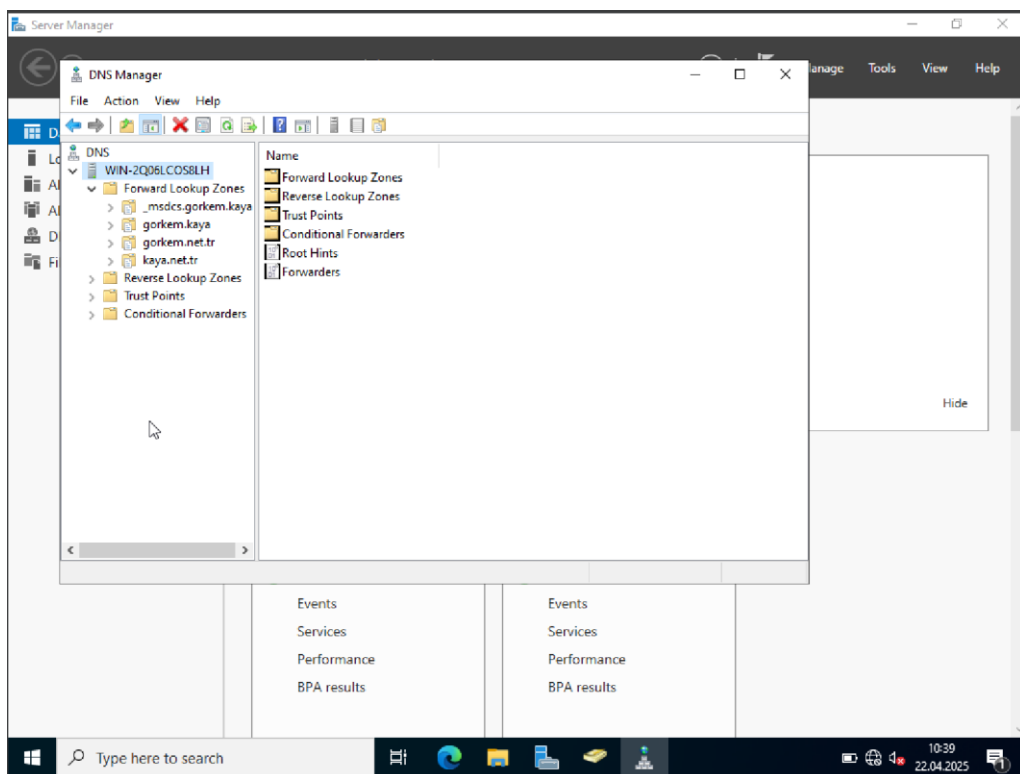 Server Manager
Manage Tools View Help
DNS Manager
File Action View Help
DNS
WIN-2Q06LCOS8LH
Forward Lookup Zones
_msdcs.gorkem.kaya
gorkem.kaya
gorkem.net.tr
kaya.net.tr
Reverse Lookup Zones
Trust Points
Conditional Forwarders
Name
Forward Lookup Zones
Reverse Lookup Zones
Trust Points
Conditional Forwarders
Root Hints
Forwarders
Hide
Events
Services
Performance
BPA results
Events
Services
Performance
BPA results
Type here to search
10:39
22.04.2025
1